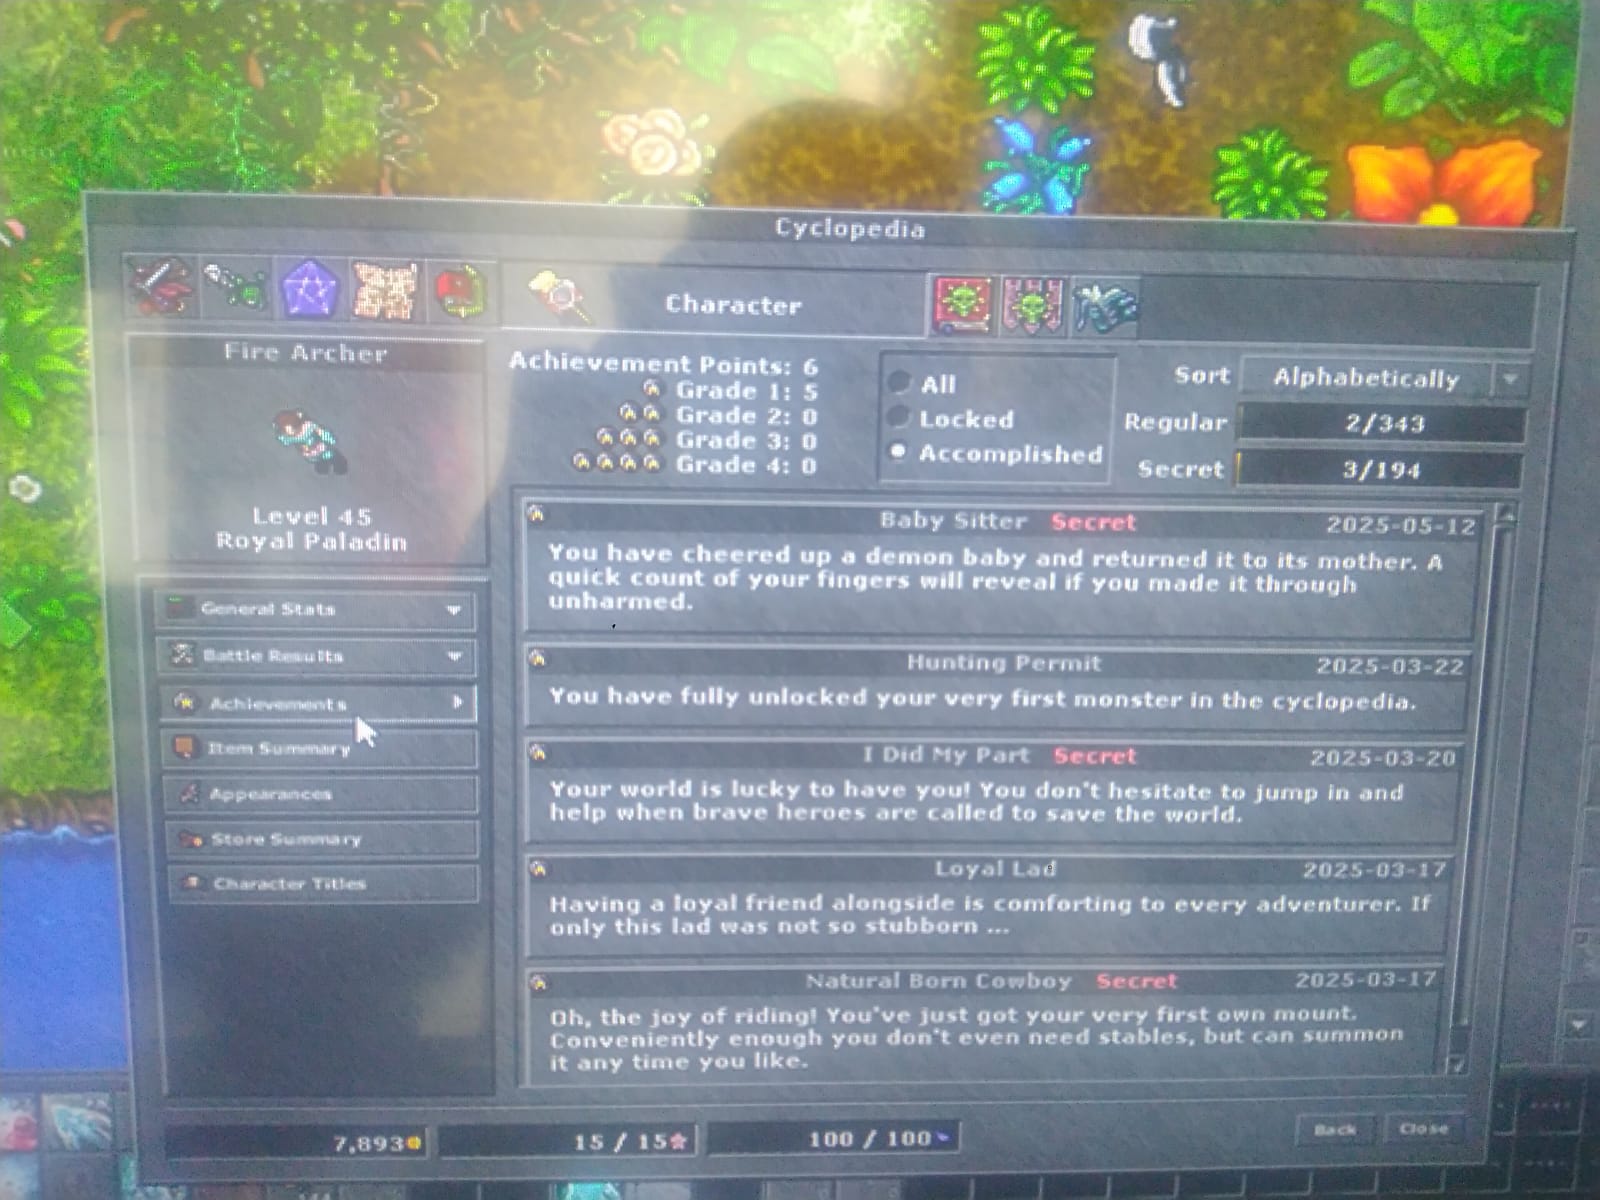 Cyclopedia
Character
Fire Archer
Level 45
Royal Paladin
General Stats
Battle Results
Achievements
Item Summary
Appearances
Store Summary
Character Titles
Achievement Points: 6
Grade 1: 5
Grade 2: 0
Grade 3: 0
Grade 4: 0
All
Locked
Accomplished
Sort Alphabetically
Regular 2/343
Secret 3/194
Baby Sitter Secret 2025-05-12
You have cheered up a demon baby and returned it to its mother. A
quick count of your fingers will reveal if you made it through
unharmed.
Hunting Permit 2025-03-22
You have fully unlocked your very first monster in the cyclopedia.
I Did My Part Secret 2025-03-20
Your world is lucky to have you! You don't hesitate to jump in and
help when brave heroes are called to save the world.
Loyal Lad 2025-03-17
Having a loyal friend alongside is comforting to every adventurer. If
only this lad was not so stubborn ...
Natural Born Cowboy Secret 2025-03-17
Oh, the joy of riding! You've just got your very first own mount.
Conveniently enough you don't even need stables, but can summon
it any time you like.
7,893
15 / 15
100 / 100
Back
Close